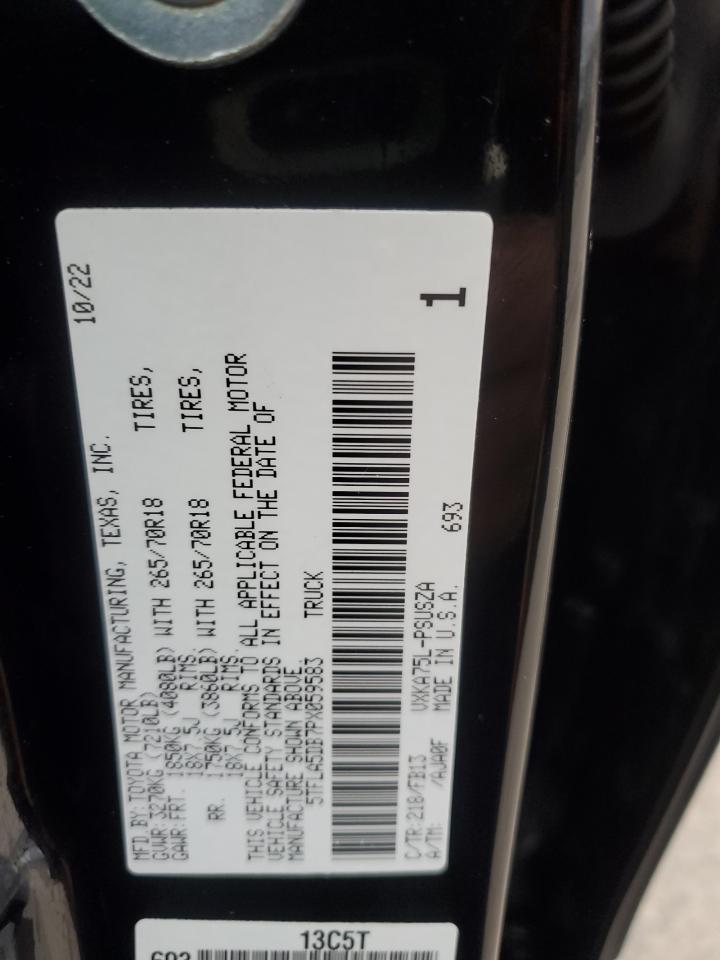 MFD BY: TOYOTA MOTOR MANUFACTURING, TEXAS, INC. 10/22
GVWR: 3270KG (7210LB)
GAWR: FRT. 1850KG (4080LB) WITH 265/70R18 TIRES,
18X7.5J RIMS.
RR. 1750KG (3860LB) WITH 265/70R18 TIRES,
18X7.5J RIMS.
THIS VEHICLE CONFORMS TO ALL APPLICABLE FEDERAL MOTOR
VEHICLE SAFETY STANDARDS IN EFFECT ON THE DATE OF
MANUFACTURE SHOWN ABOVE.
5TFLA5DB7PX059583 TRUCK
C/TR: 218/FB13 VXKA75L-PSUSZA 693
A/TM: /AJA0F MADE IN U.S.A.
1
13C5T
693